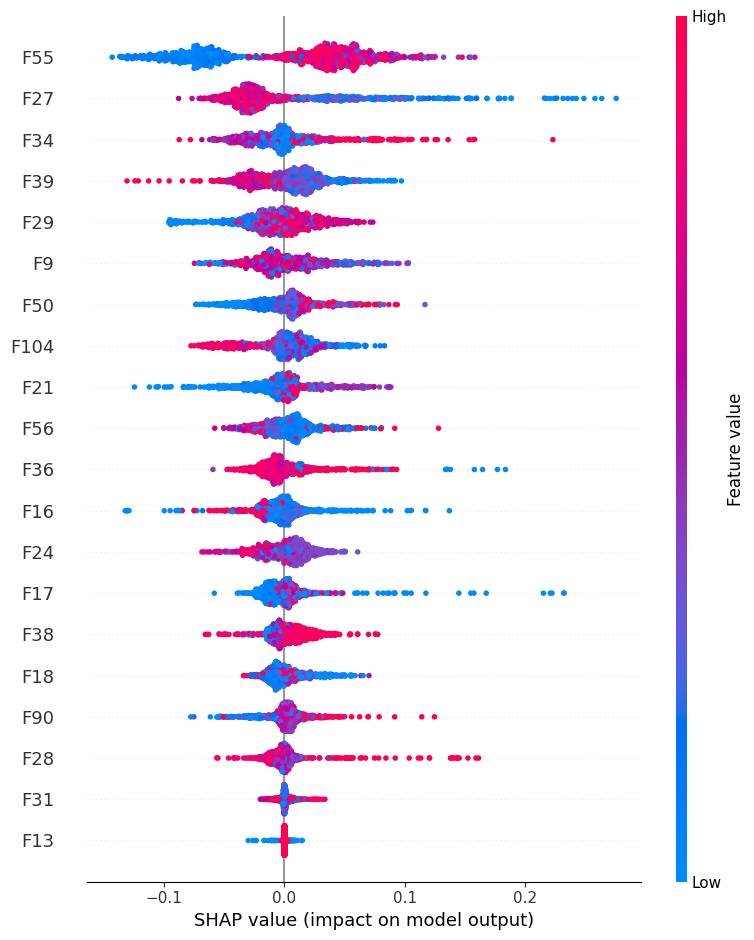 High
F55
F27
F34
F39
F29
F9
F50
F104
F21
F56
F36
F16
F24
F17
F38
F18
F90
F28
F31
F13
Feature value
Low
−0.1 0.0 0.1 0.2
SHAP value (impact on model output)